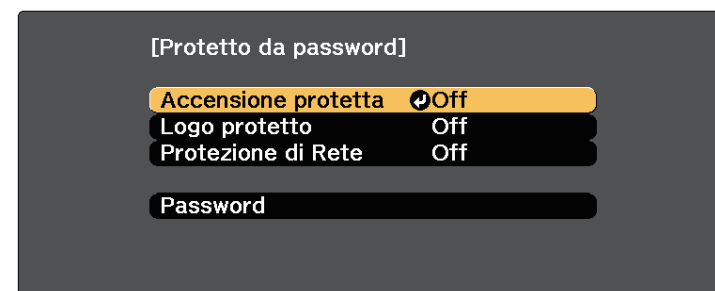 [Protetto da password]
Accensione protetta Off
Logo protetto Off
Protezione di Rete Off
Password